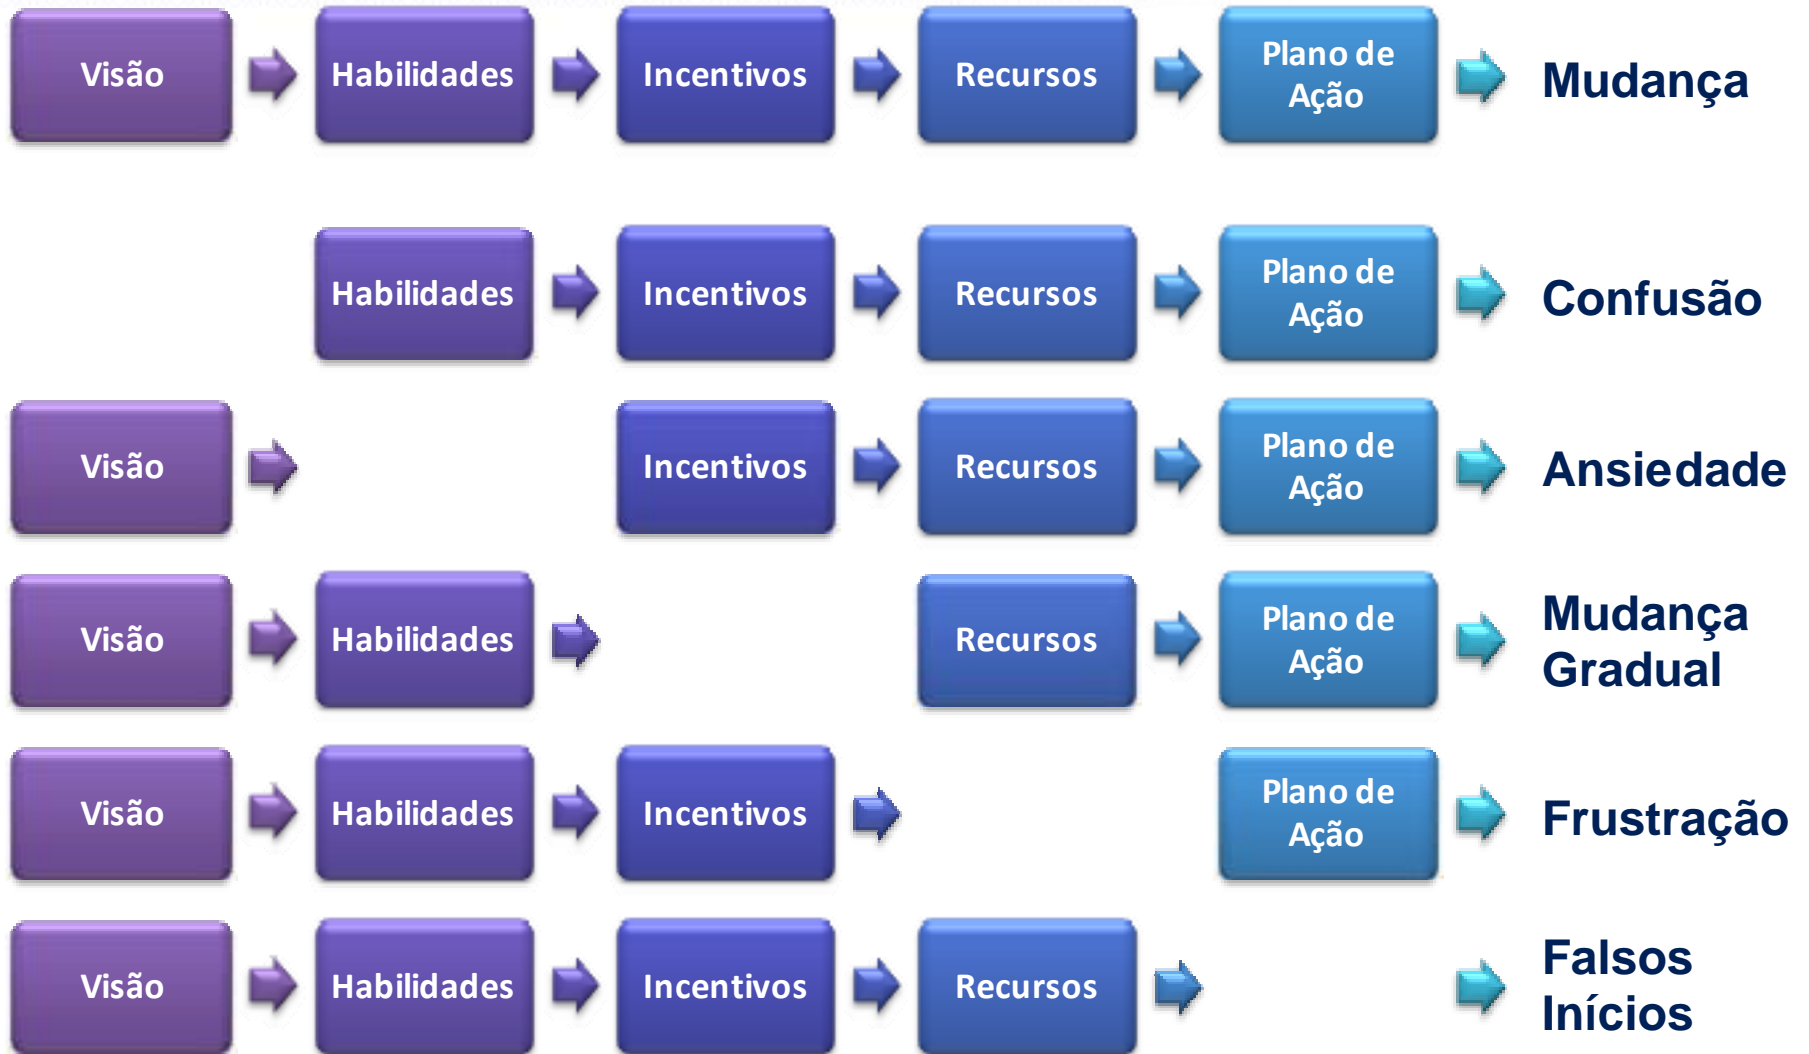 Visão
Habilidades
Incentivos
Recursos
Plano de
Ação
Mudança
Habilidades
Incentivos
Recursos
Plano de
Ação
Confusão
Visão
Incentivos
Recursos
Plano de
Ação
Ansiedade
Visão
Habilidades
Recursos
Plano de
Ação
Mudança
Gradual
Visão
Habilidades
Incentivos
Plano de
Ação
Frustração
Visão
Habilidades
Incentivos
Recursos
Falsos
Inícios